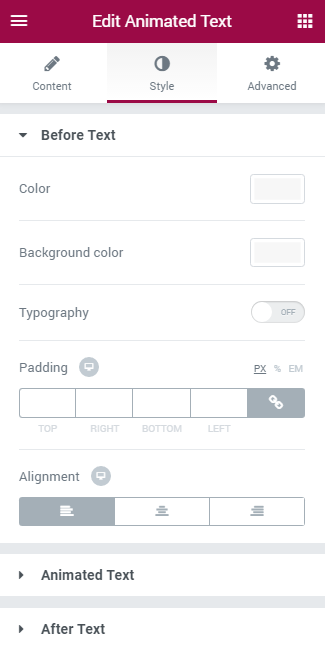 Edit Animated Text
Content Style Advanced
Before Text
Color
Background color
Typography OFF
Padding PX % EM
TOP RIGHT BOTTOM LEFT
Alignment
Animated Text
After Text